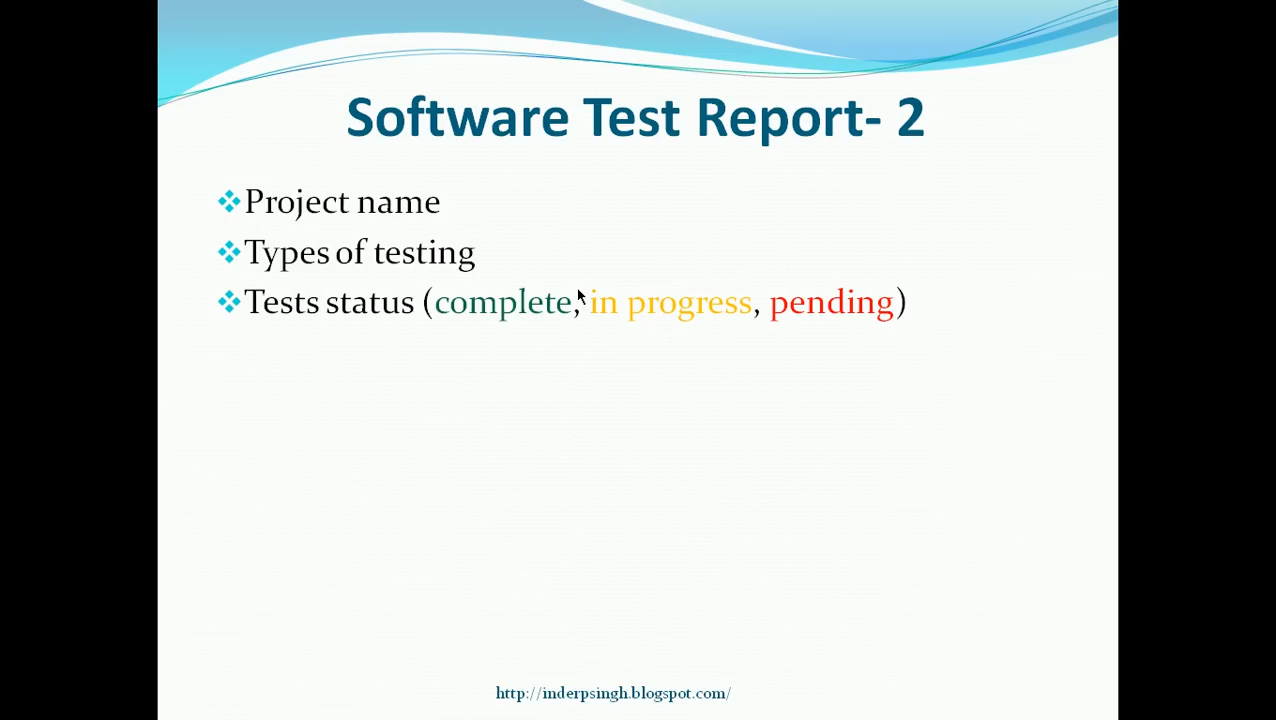 Software Test Report- 2
Project name
Types of testing
Tests status (complete, in progress, pending)
http://inderpsingh.blogspot.com/